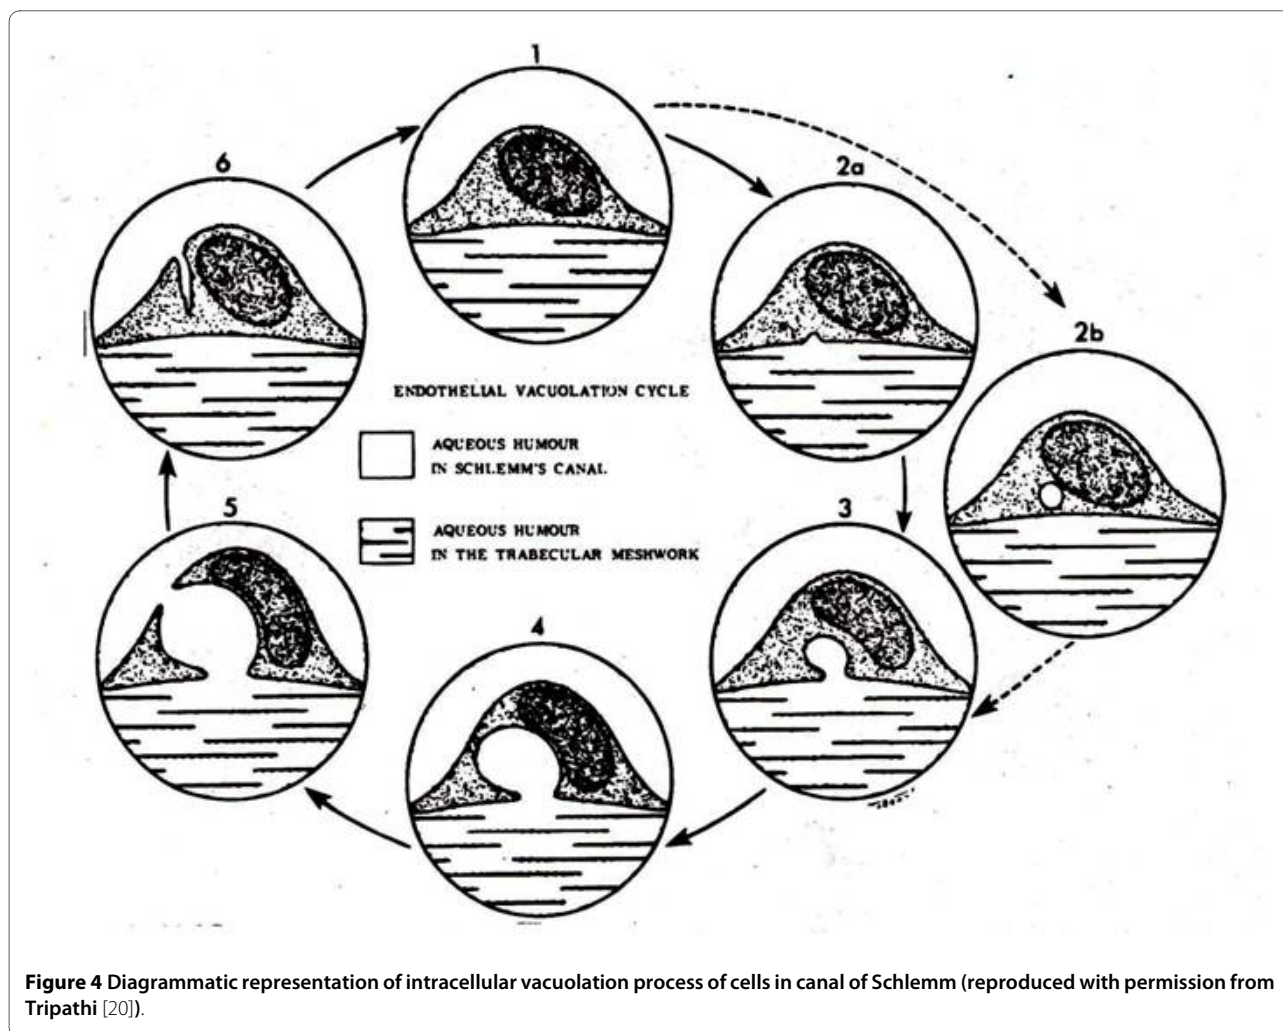 1
6
2a
2b
ENDOTHELIAL VACUOLATION CYCLE
AQUEOUS HUMOUR
IN SCHLEMM'S CANAL
5
3
AQUEOUS HUMOUR
IN THE TRABECULAR MESHWORK
4
Figure 4 Diagrammatic representation of intracellular vacuolation process of cells in canal of Schlemm (reproduced with permission from
Tripathi [20]).